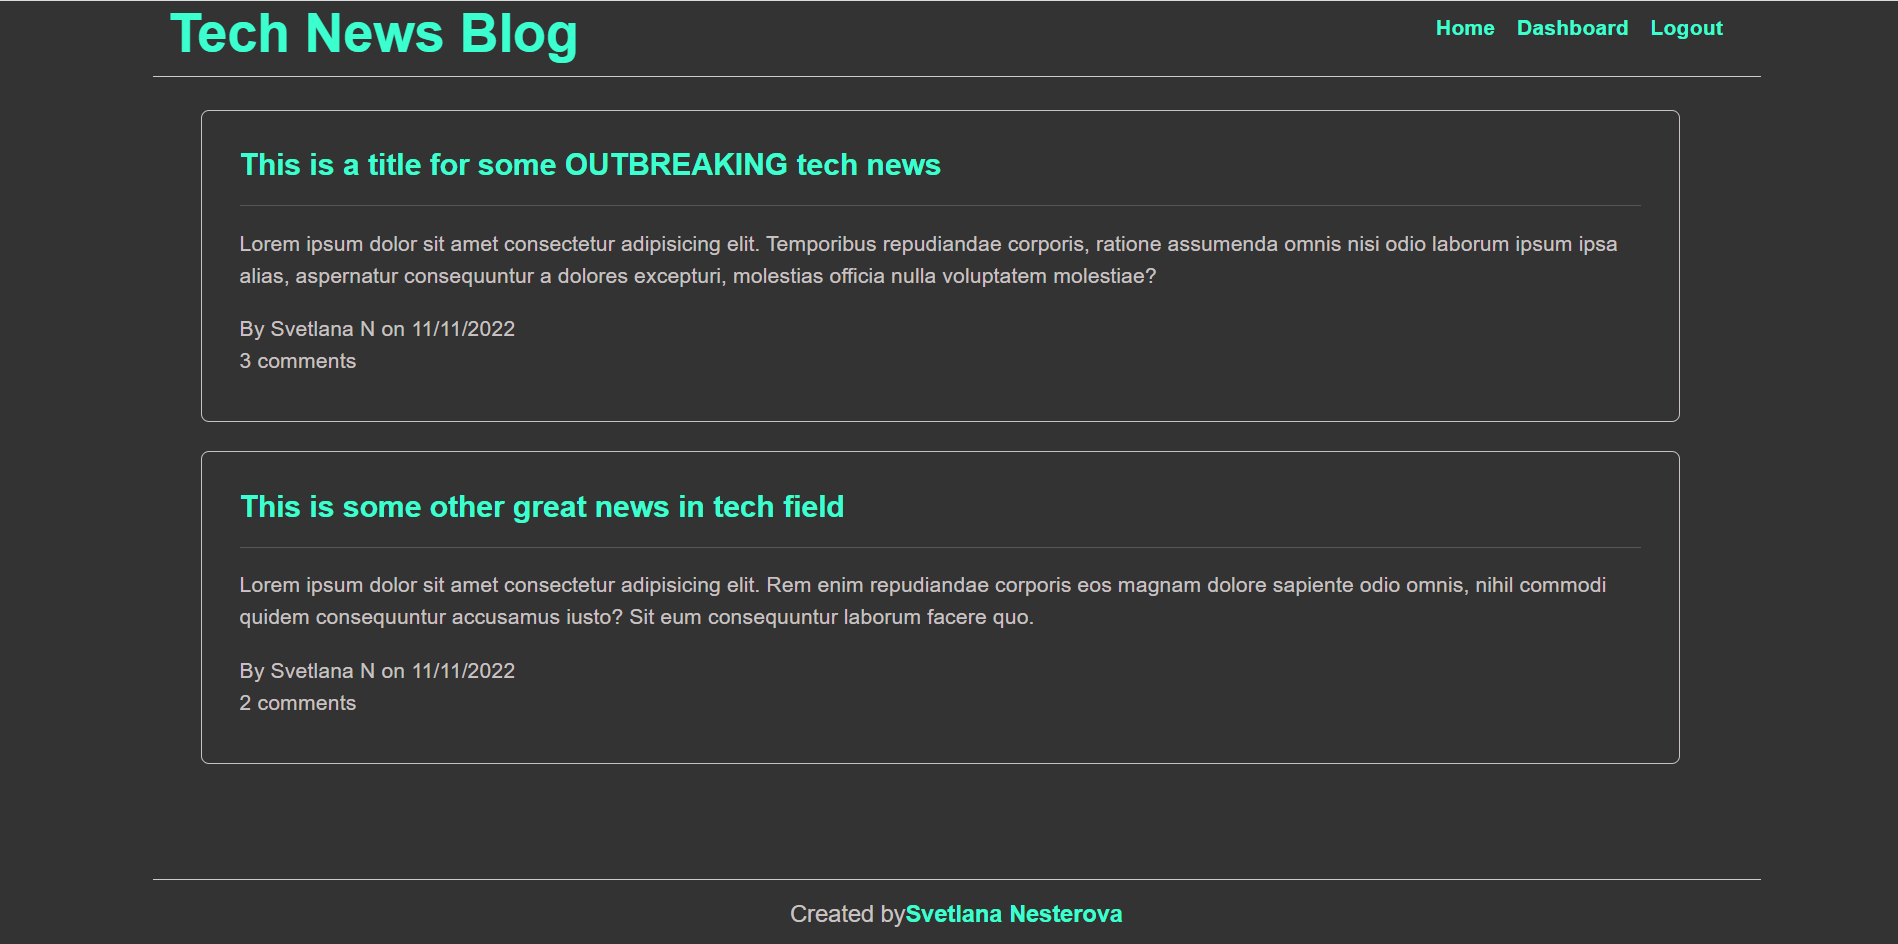 Tech News Blog
Home Dashboard Logout
This is a title for some OUTBREAKING tech news
Lorem ipsum dolor sit amet consectetur adipisicing elit. Temporibus repudiandae corporis, ratione assumenda omnis nisi odio laborum ipsum ipsa
alias, aspernatur consequuntur a dolores excepturi, molestias officia nulla voluptatem molestiae?
By Svetlana N on 11/11/2022
3 comments
This is some other great news in tech field
Lorem ipsum dolor sit amet consectetur adipisicing elit. Rem enim repudiandae corporis eos magnam dolore sapiente odio omnis, nihil commodi
quidem consequuntur accusamus iusto? Sit eum consequuntur laborum facere quo.
By Svetlana N on 11/11/2022
2 comments
Created bySvetlana Nesterova